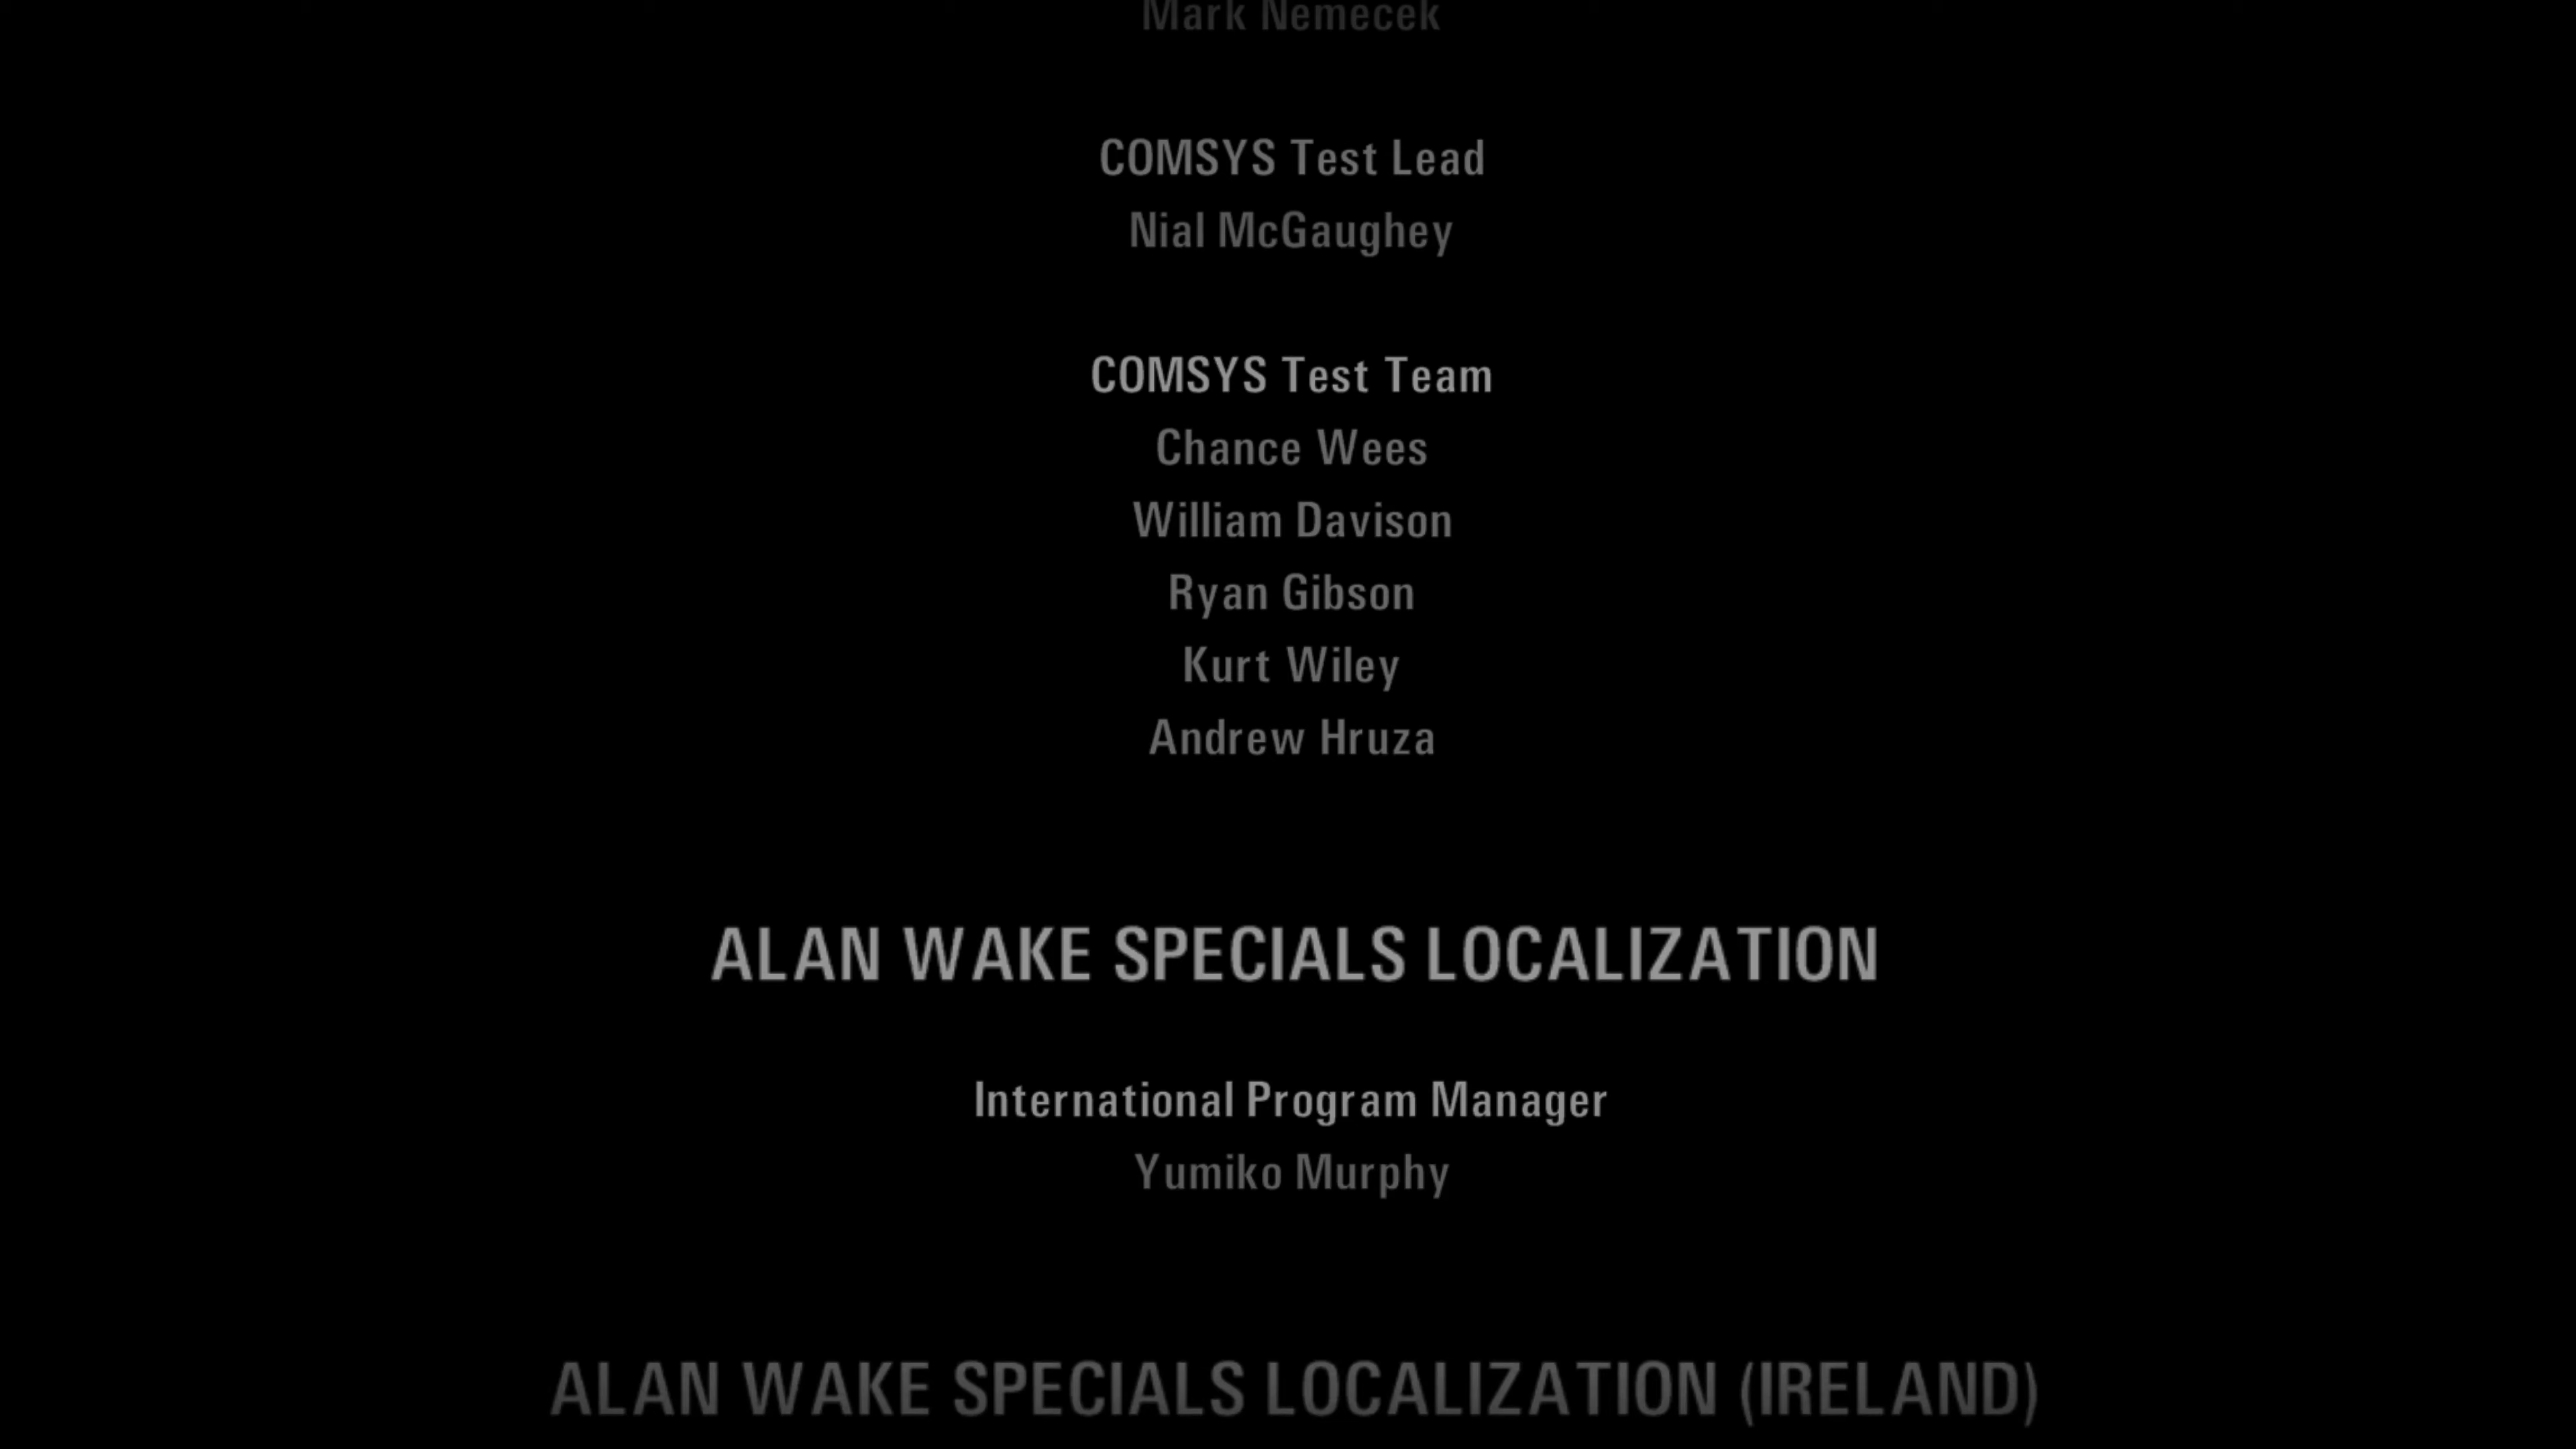 Mark Nemecek
COMSYS Test Lead
Nial McGaughey
COMSYS Test Team
Chance Wees
William Davison
Ryan Gibson
Kurt Wiley
Andrew Hruza
ALAN WAKE SPECIALS LOCALIZATION
International Program Manager
Yumiko Murphy
ALAN WAKE SPECIALS LOCALIZATION (IRELAND)